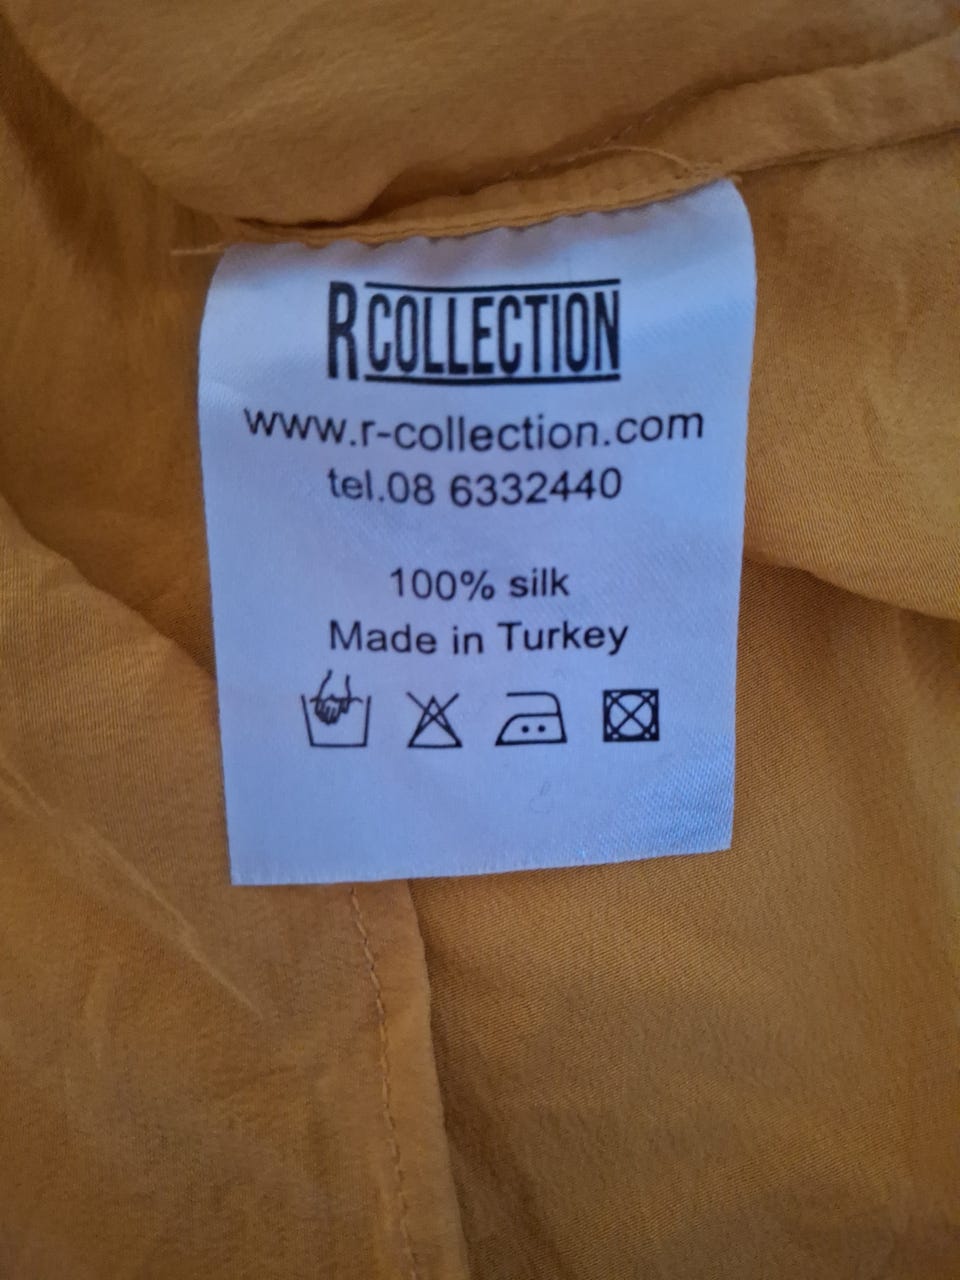 R COLLECTION
www.r-collection.com
tel.08 6332440
100% silk
Made in Turkey